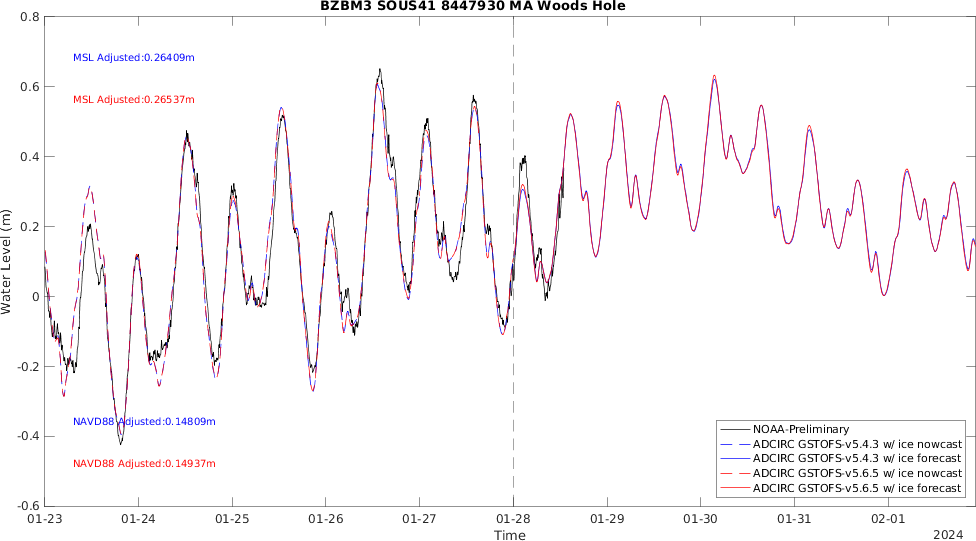 BZBM3 SOUS41 8447930 MA Woods Hole
0.8
0.6
0.4
0.2
0
-0.2
-0.4
-0.6
Water Level (m)
MSL Adjusted:0.26409m
MSL Adjusted:0.26537m
NAVD88 Adjusted:0.14809m
NAVD88 Adjusted:0.14937m
NOAA-Preliminary
ADCIRC GSTOFS-v5.4.3 w/ ice nowcast
ADCIRC GSTOFS-v5.4.3 w/ ice forecast
ADCIRC GSTOFS-v5.6.5 w/ ice nowcast
ADCIRC GSTOFS-v5.6.5 w/ ice forecast
01-23 01-24 01-25 01-26 01-27 01-28 01-29 01-30 01-31 02-01
Time
2024